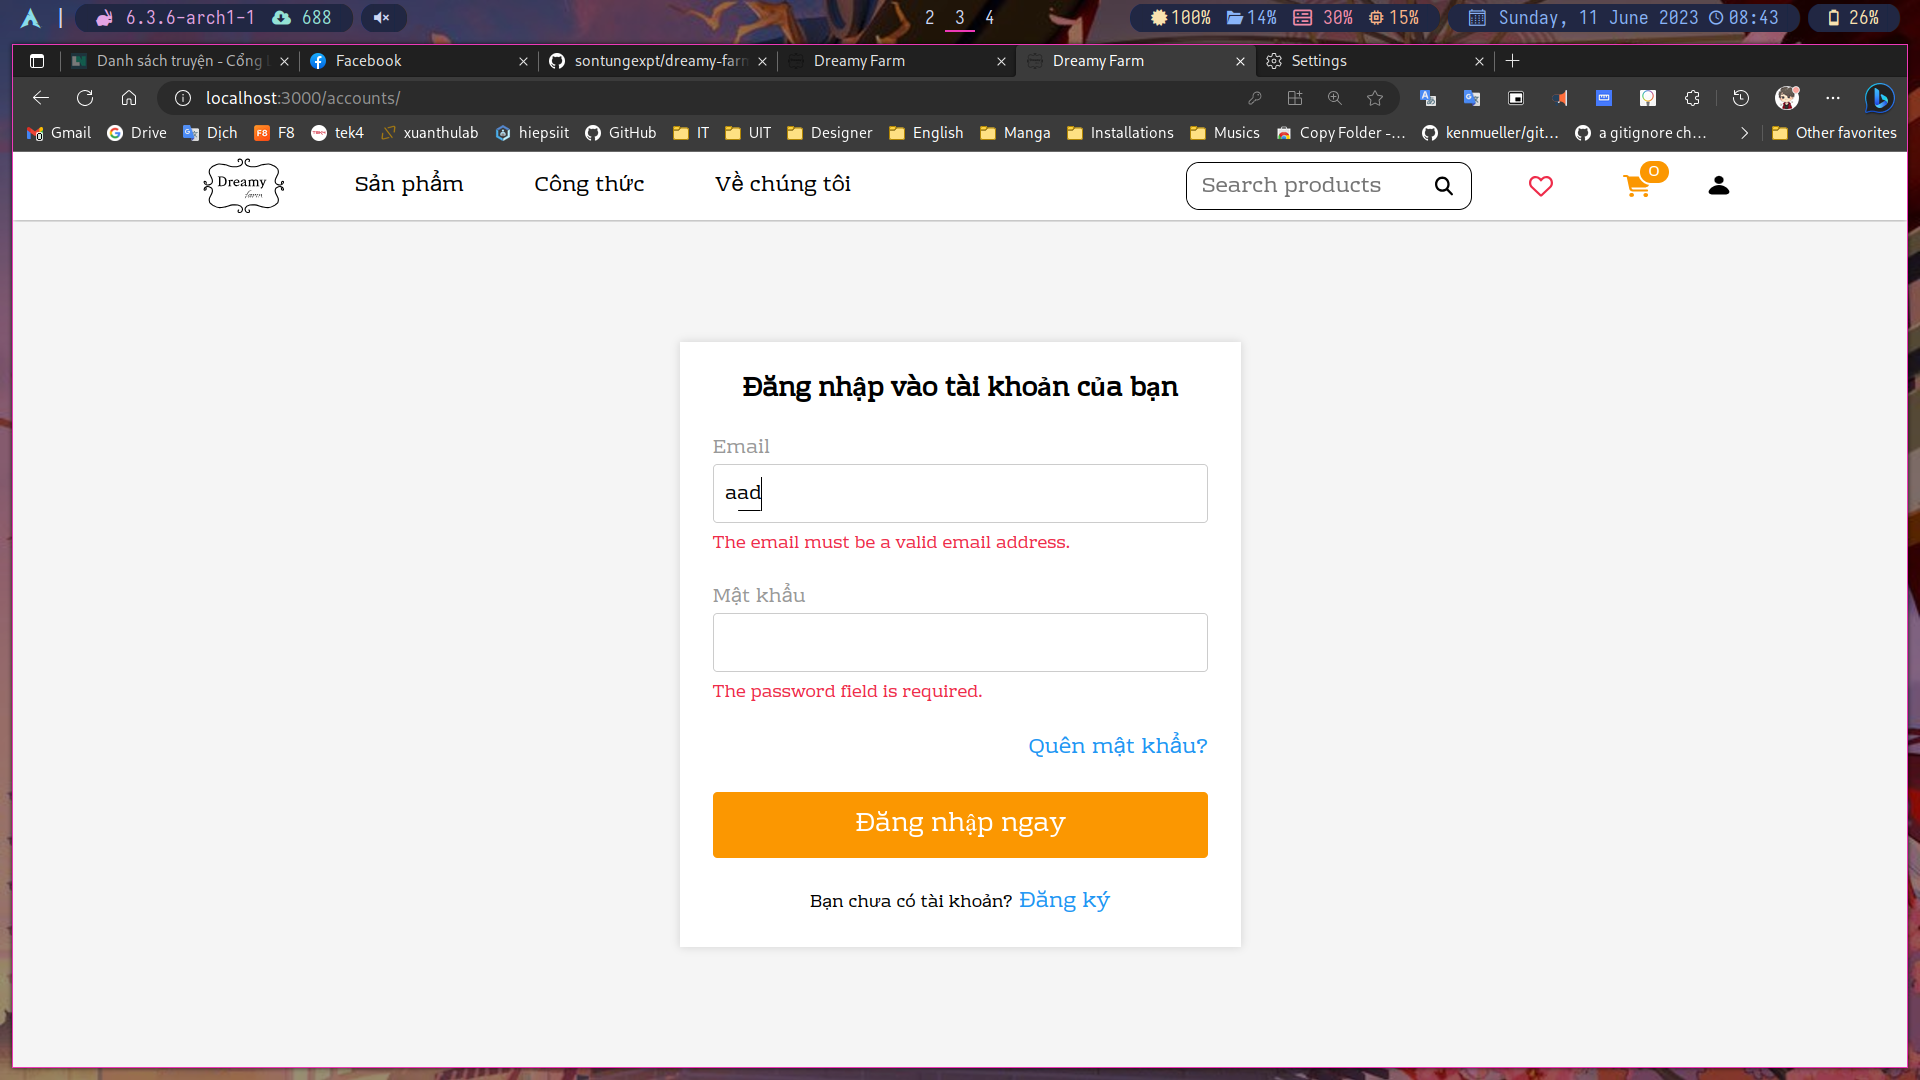 6.3.6-arch1-1 688
2 3 4
100% 14% 30% 15% Sunday, 11 June 2023 08:43 26%
Danh sách truyện - Cổng Facebook sontungexpt/dreamy-farm Dreamy Farm Dreamy Farm Settings
localhost:3000/accounts/
Gmail Drive Dịch F8 tek4 xuanthulab hiepsiit GitHub IT UIT Designer English Manga Installations Musics Copy Folder -... kenmueller/git... a gitignore ch... Other favorites
Dreamy farm Sản phẩm Công thức Về chúng tôi Search products 0
Đăng nhập vào tài khoản của bạn
Email
aad
The email must be a valid email address.
Mật khẩu
The password field is required.
Quên mật khẩu?
Đăng nhập ngay
Bạn chưa có tài khoản? Đăng ký